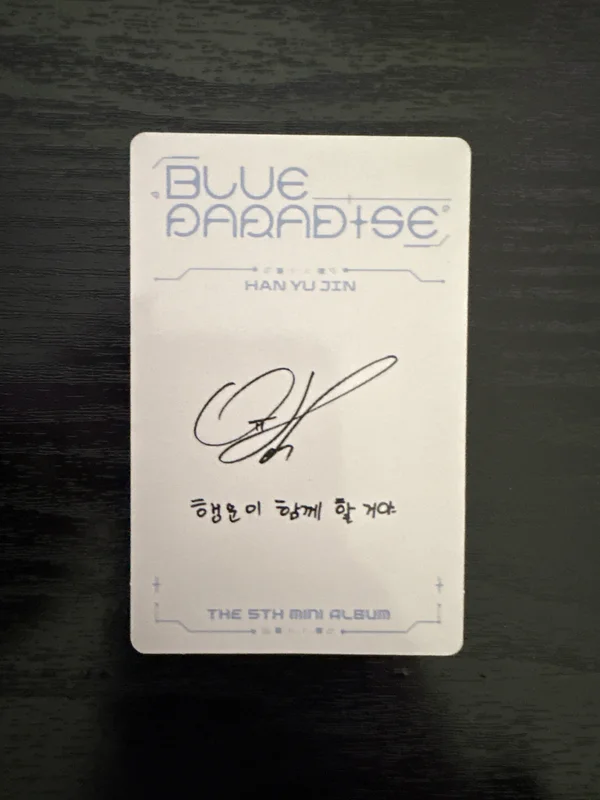 BLUE
PARADISE
HAN YU JIN
행운이 함께 할 거야
THE 5TH MINI ALBUM